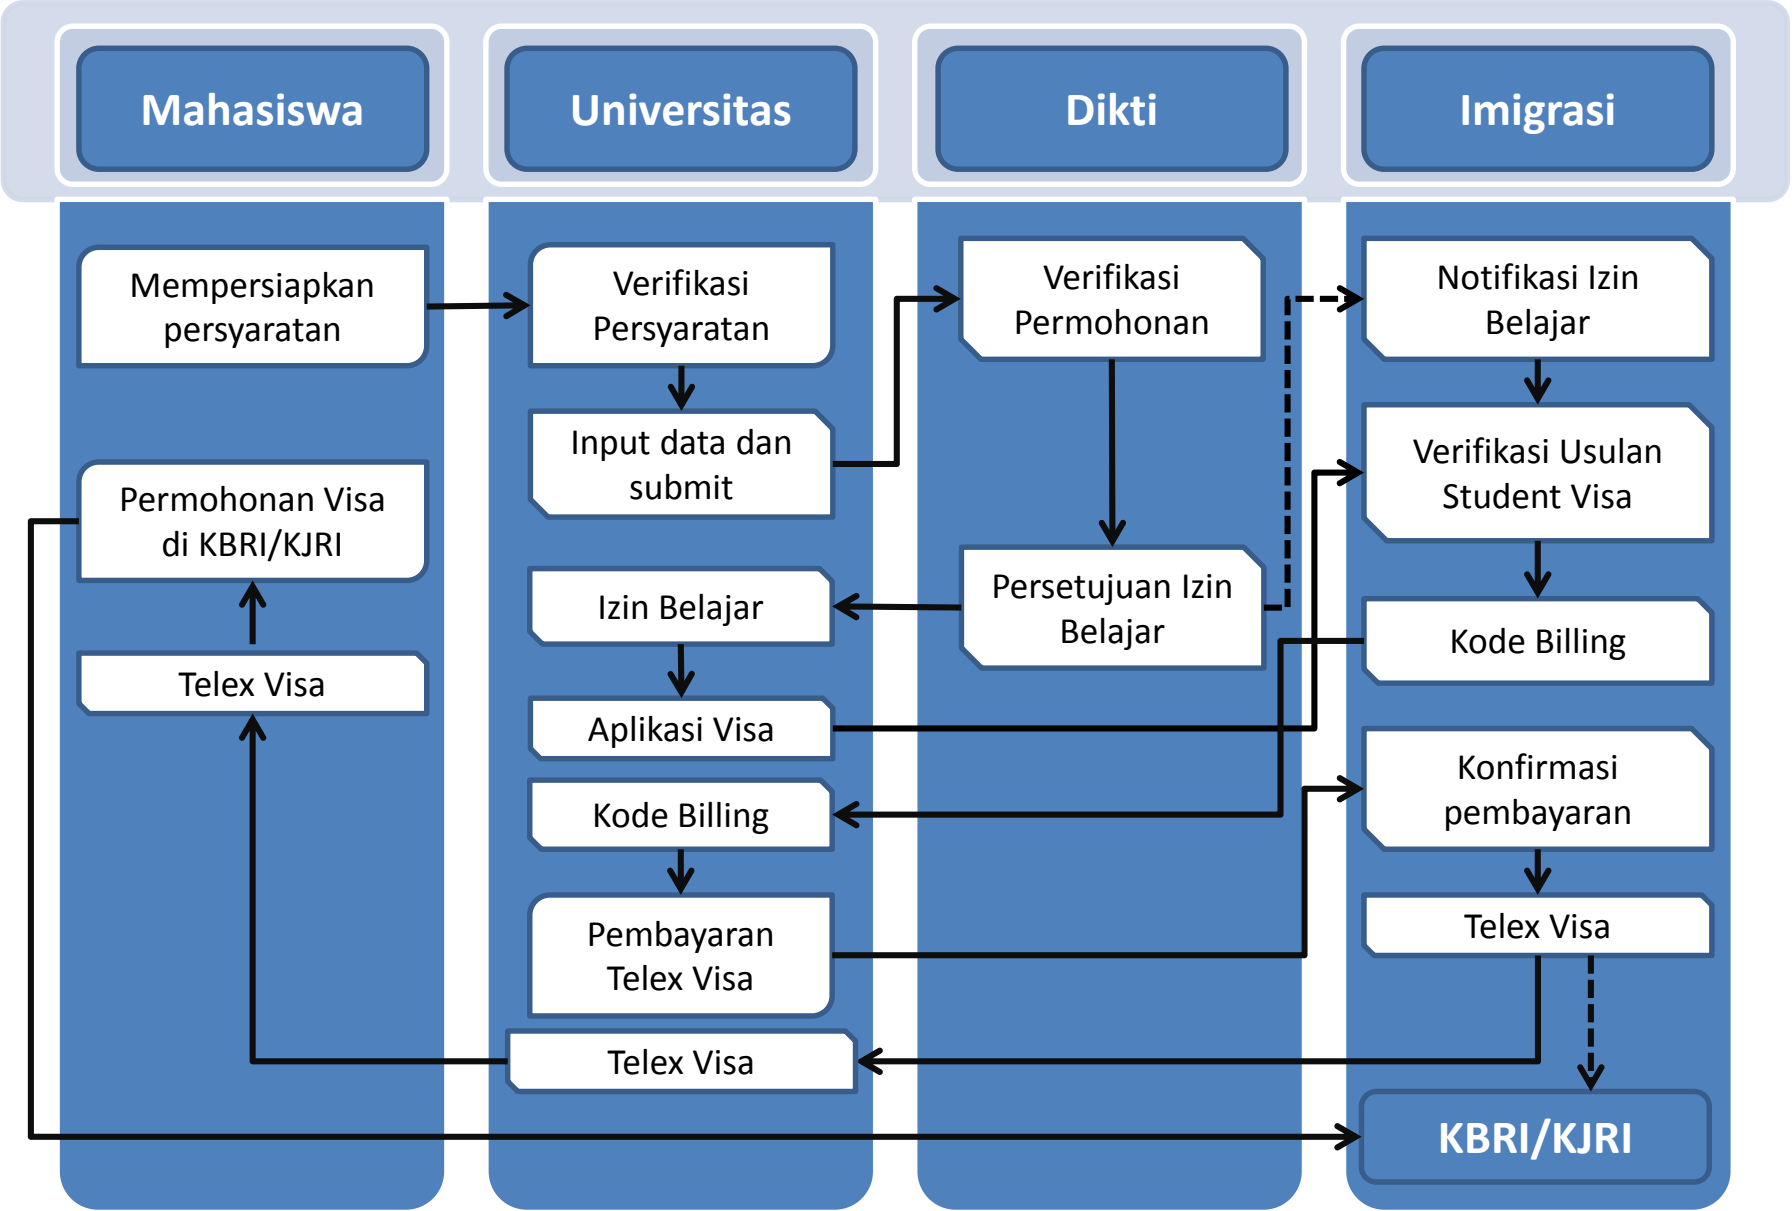 Mahasiswa
Universitas
Dikti
Imigrasi
Mempersiapkan
persyaratan
Permohonan Visa
di KBRI/KJRI
Telex Visa
Verifikasi
Persyaratan
Input data dan
submit
Izin Belajar
Aplikasi Visa
Kode Billing
Pembayaran
Telex Visa
Telex Visa
Verifikasi
Permohonan
Persetujuan Izin
Belajar
Notifikasi Izin
Belajar
Verifikasi Usulan
Student Visa
Kode Billing
Konfirmasi
pembayaran
Telex Visa
KBRI/KJRI